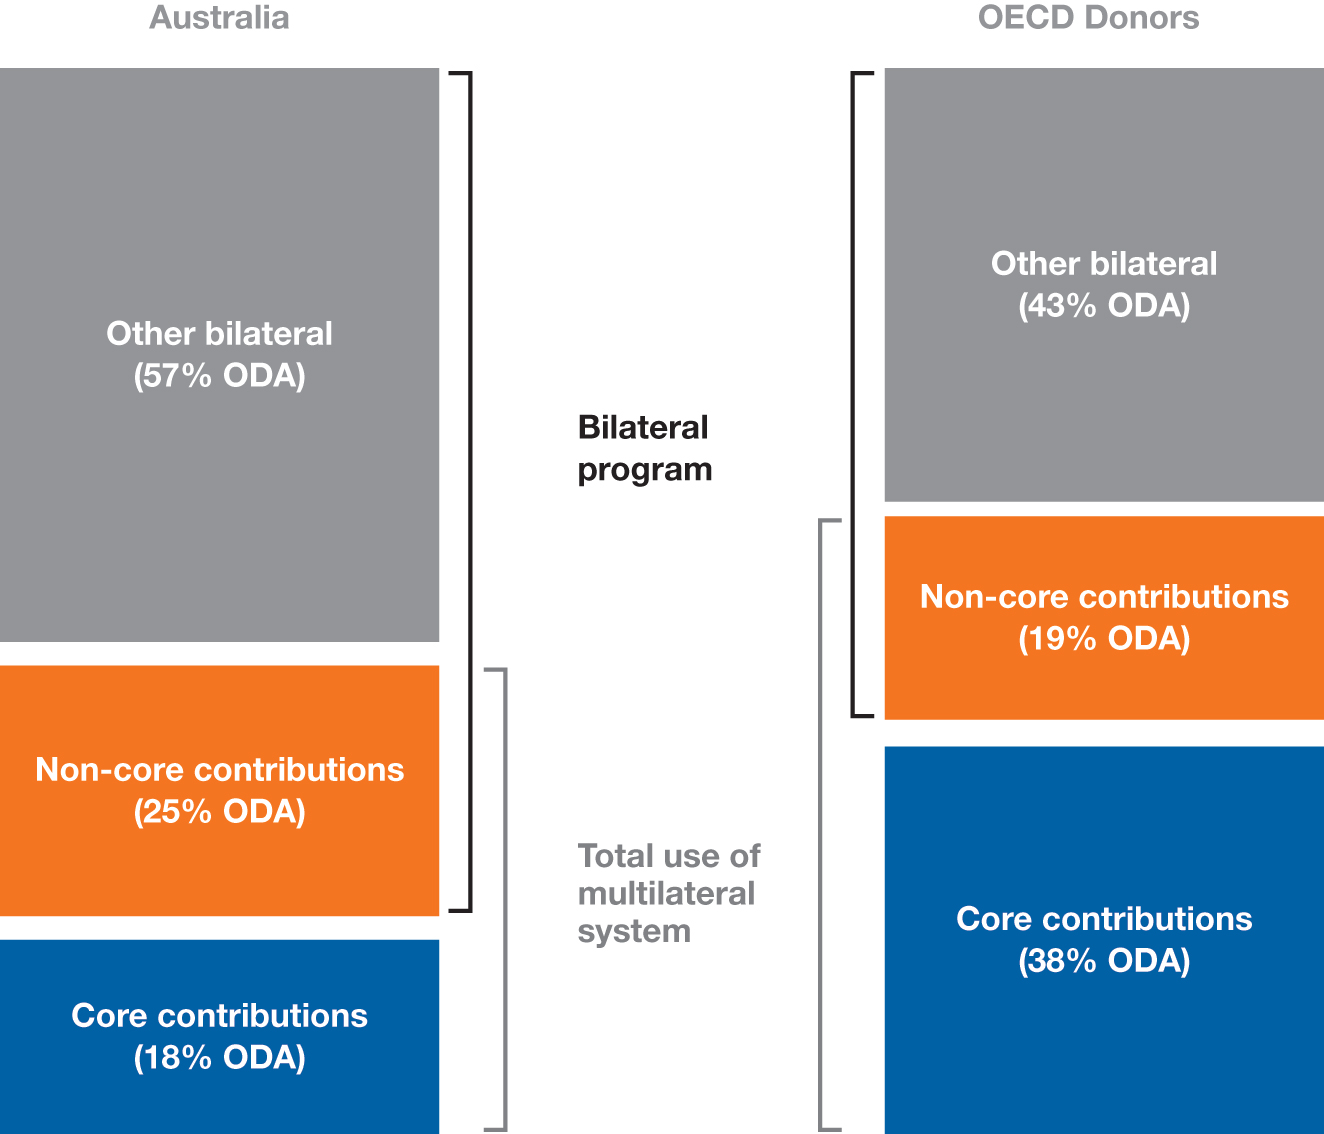 Australia
OECD Donors
Other bilateral
(57% ODA)
Non-core contributions
(25% ODA)
Core contributions
(18% ODA)
Bilateral
program
Total use of
multilateral
system
Other bilateral
(43% ODA)
Non-core contributions
(19% ODA)
Core contributions
(38% ODA)